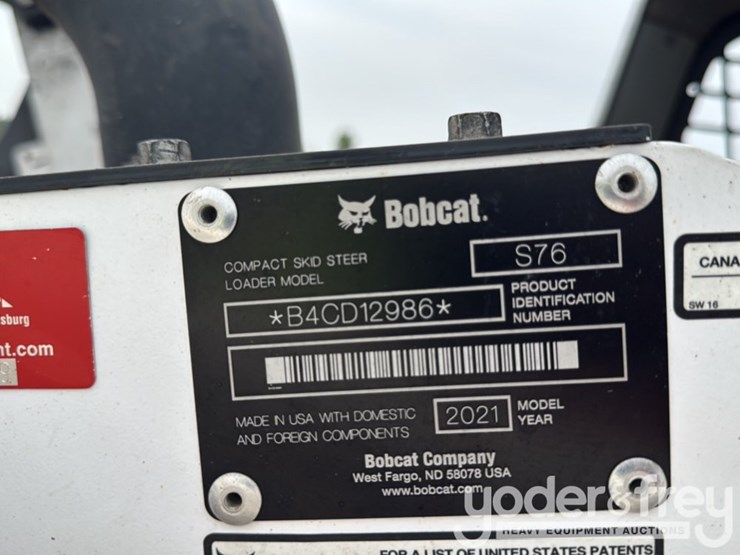 Bobcat.
COMPACT SKID STEER
LOADER MODEL
S76
*B4CD12986*
PRODUCT
IDENTIFICATION
NUMBER
MADE IN USA WITH DOMESTIC
AND FOREIGN COMPONENTS
2021
MODEL
YEAR
Bobcat Company
West Fargo, ND 58078 USA
www.bobcat.com
sburg
nt.com
CANA
SW 16
FOR A LIST OF UNITED STATES PATENTS
yoder&frey
HEAVY EQUIPMENT AUCTIONS